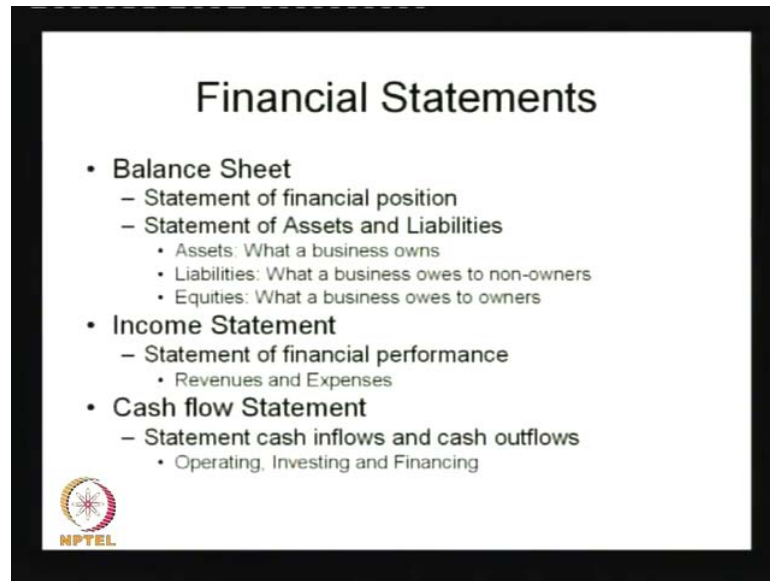 Financial Statements
• Balance Sheet
– Statement of financial position
– Statement of Assets and Liabilities
• Assets: What a business owns
• Liabilities: What a business owes to non-owners
• Equities: What a business owes to owners
• Income Statement
– Statement of financial performance
• Revenues and Expenses
• Cash flow Statement
– Statement cash inflows and cash outflows
• Operating, Investing and Financing
NPTEL